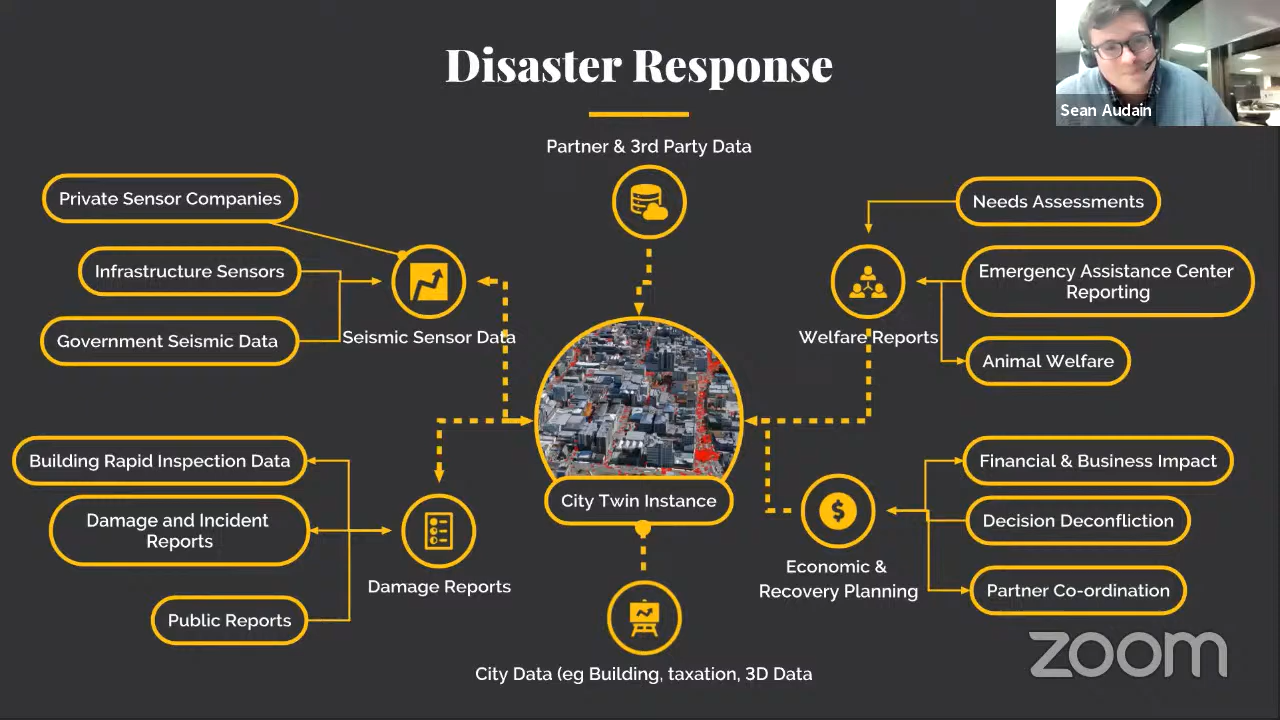 Disaster Response
Sean Audain
Partner & 3rd Party Data
Private Sensor Companies
Infrastructure Sensors
Government Seismic Data
Seismic Sensor Data
Needs Assessments
Emergency Assistance Center
Reporting
Animal Welfare
Welfare Reports
City Twin Instance
Building Rapid Inspection Data
Damage and Incident
Reports
Public Reports
Damage Reports
Financial & Business Impact
Decision Deconfliction
Partner Co-ordination
Economic &
Recovery Planning
City Data (eg Building, taxation, 3D Data
zoom